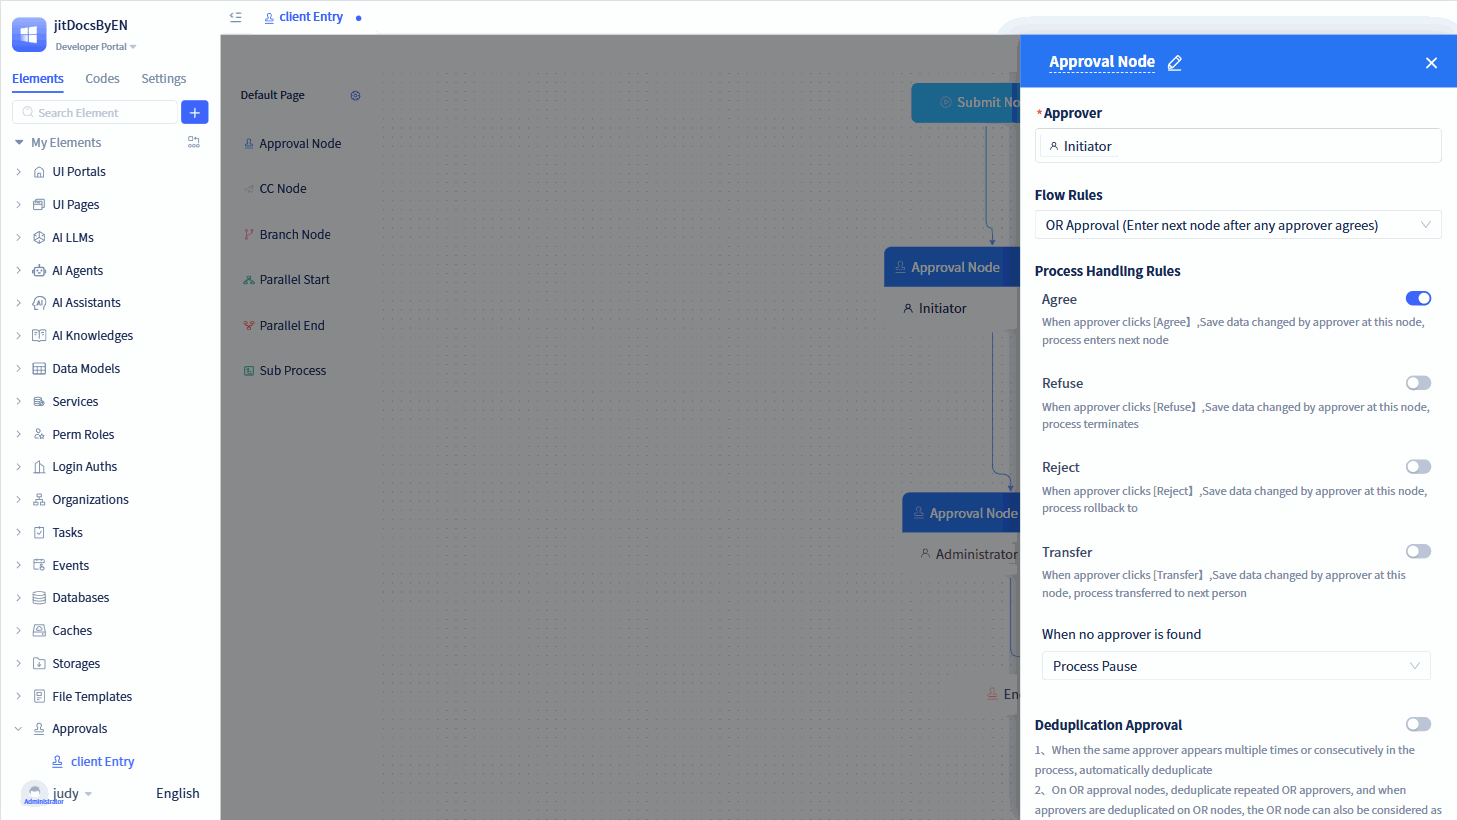 jitDocsByEN
Developer Portal
Elements
Codes
Settings
Search Element
My Elements
UI Portals
UI Pages
AI LLMs
AI Agents
AI Assistants
AI Knowledges
Data Models
Services
Perm Roles
Login Auths
Organizations
Tasks
Events
Databases
Caches
Storages
File Templates
Approvals
client Entry
judy
Administrator
English
client Entry
Default Page
Approval Node
CC Node
Branch Node
Parallel Start
Parallel End
Sub Process
Submit No
Approval Node
Initiator
Approval Node
Administrator
En
Approval Node
*Approver
Initiator
Flow Rules
OR Approval (Enter next node after any approver agrees)
Process Handling Rules
Agree
When approver clicks [Agree】,Save data changed by approver at this node,
process enters next node
Refuse
When approver clicks [Refuse】,Save data changed by approver at this node,
process terminates
Reject
When approver clicks [Reject】,Save data changed by approver at this node,
process rollback to
Transfer
When approver clicks [Transfer】,Save data changed by approver at this
node, process transferred to next person
When no approver is found
Process Pause
Deduplication Approval
1、When the same approver appears multiple times or consecutively in the
process, automatically deduplicate
2、On OR approval nodes, deduplicate repeated OR approvers, and when
approvers are deduplicated on OR nodes, the OR node can also be considered as